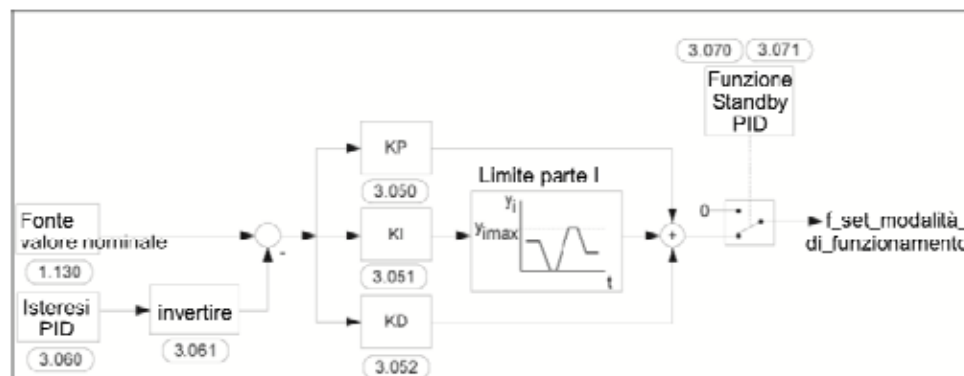 3.070 3.071
Funzione
Standby
PID
KP
3.050
Limite parte I
yi
yimax
t
Fonte
valore nominale
1.130
KI
3.051
-
+
0
f_set_modalità_
di_funzionamento
Isteresi
PID
3.060
invertire
3.061
KD
3.052